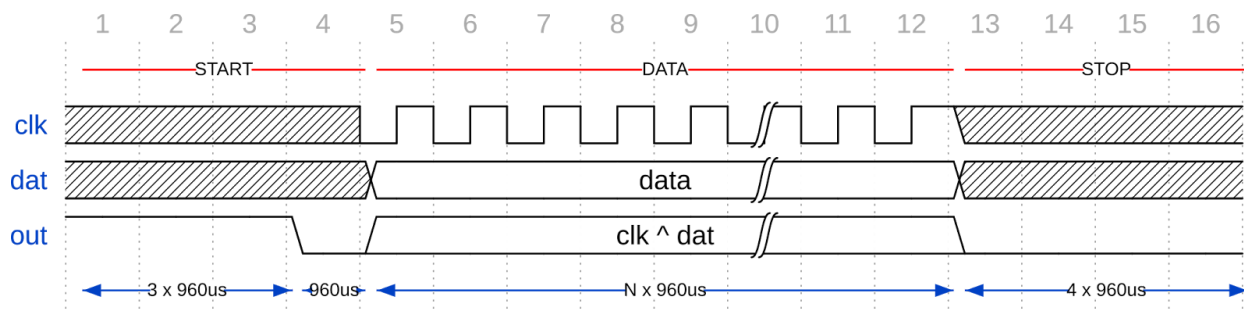 1 2 3 4 5 6 7 8 9 10 11 12 13 14 15 16
START DATA STOP
clk
dat data
out clk ^ dat
3 x 960us 960us N x 960us 4 x 960us